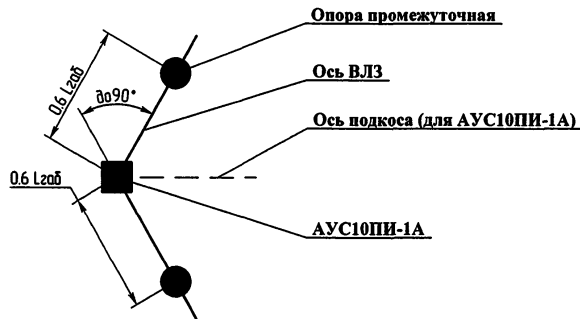 Опора промежуточная
Ось ВЛЗ
0.6 Lгаб
до90°
Ось подкоса (для АУС10ПИ-1А)
0.6 Lгаб
АУС10ПИ-1А